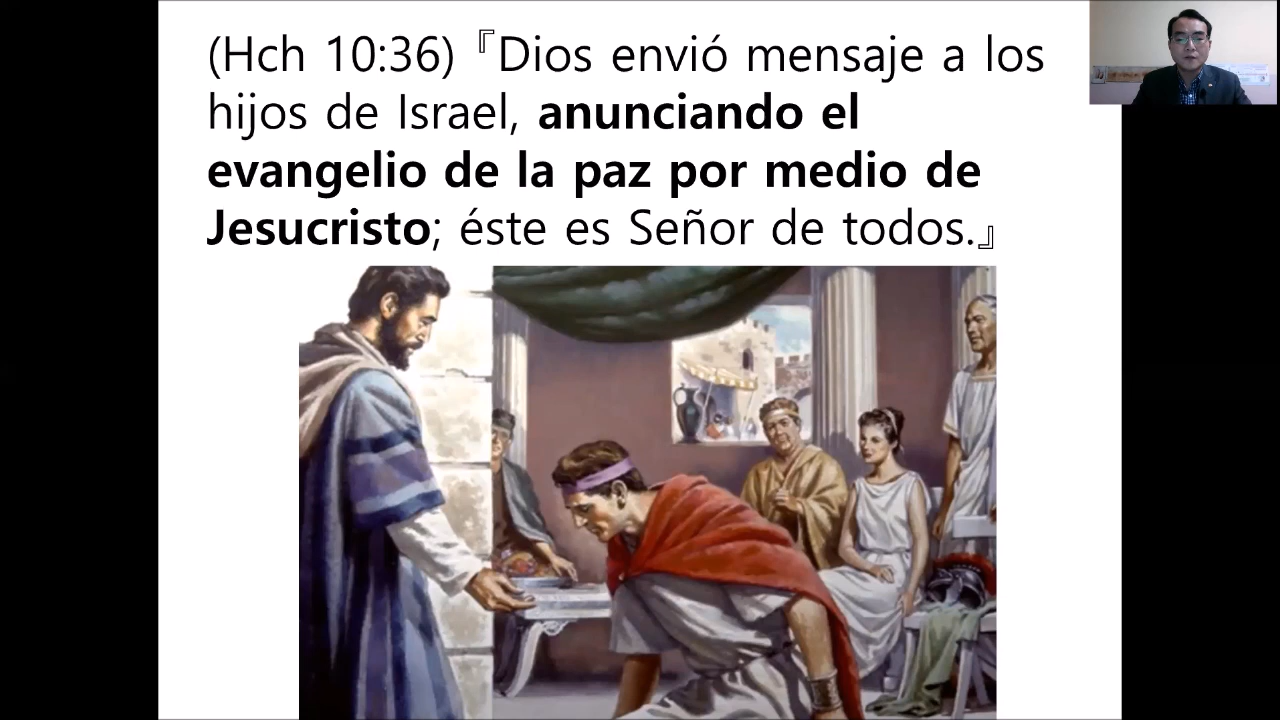 (Hch 10:36)『Dios envió mensaje a los
hijos de Israel, anunciando el
evangelio de la paz por medio de
Jesucristo; éste es Señor de todos.』